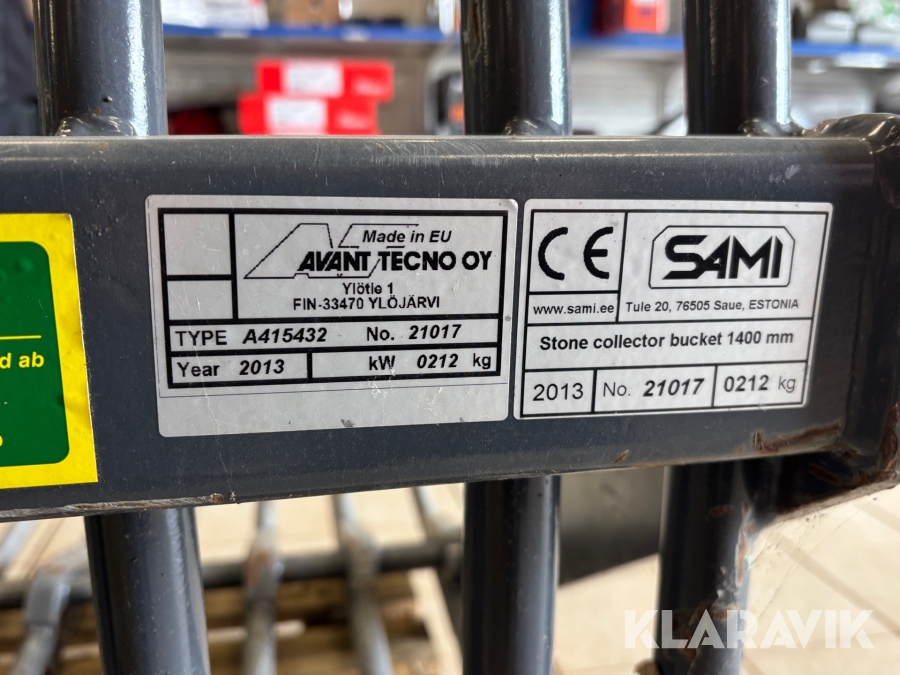 d ab
Made in EU
AVANT TECNO OY
Ylötie 1
FIN-33470 YLÖJÄRVI
TYPE A415432 No. 21017
Year 2013 kW 0212 kg
CE
SAMI
www.sami.ee
Tule 20, 76505 Saue, ESTONIA
Stone collector bucket 1400 mm
2013 No. 21017 0212 kg
KLARAVIK